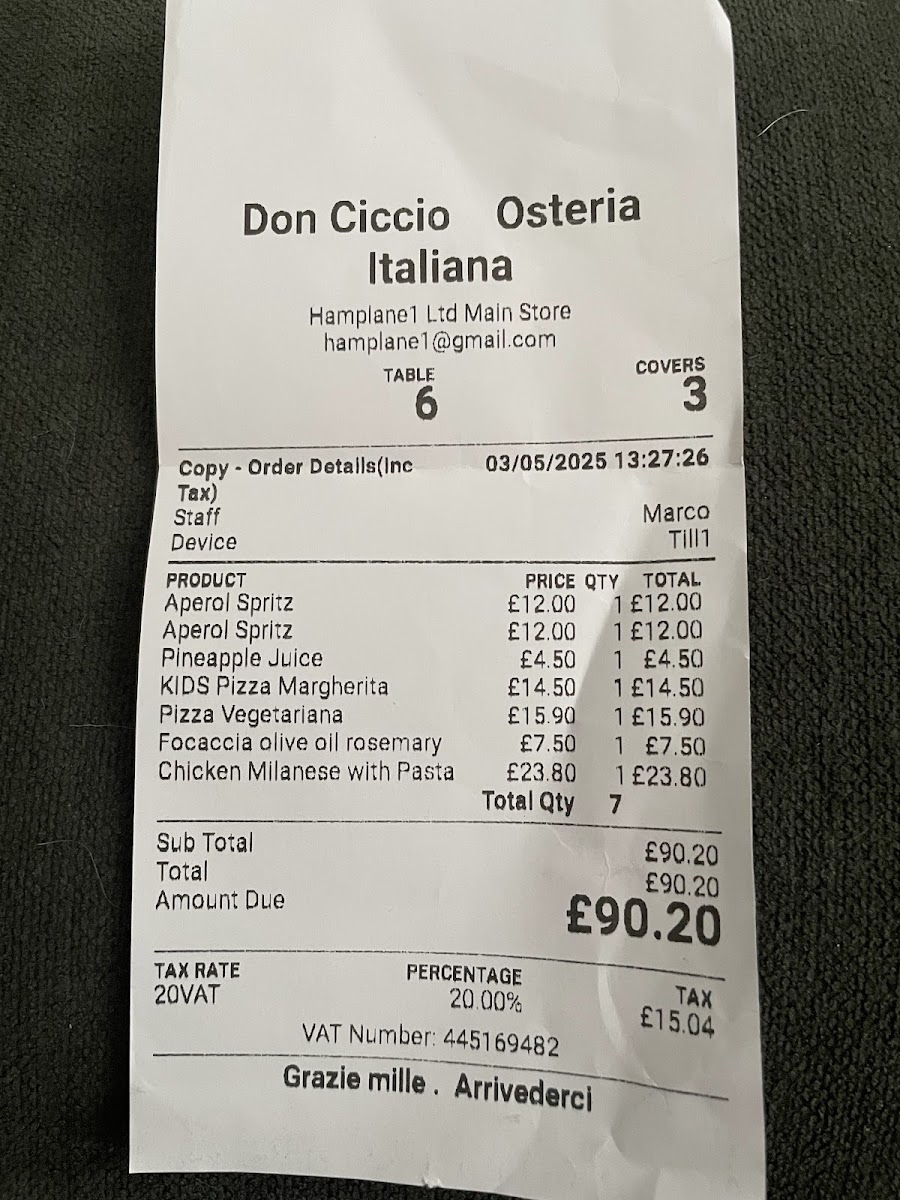 Don Ciccio Osteria
Italiana
Hamplane1 Ltd Main Store
hamplane1@gmail.com
TABLE COVERS
6 3
Copy - Order Details(Inc 03/05/2025 13:27:26
Tax)
Staff Marco
Device Till1
PRODUCT PRICE QTY TOTAL
Aperol Spritz £12.00 1 £12.00
Aperol Spritz £12.00 1 £12.00
Pineapple Juice £4.50 1 £4.50
KIDS Pizza Margherita £14.50 1 £14.50
Pizza Vegetariana £15.90 1 £15.90
Focaccia olive oil rosemary £7.50 1 £7.50
Chicken Milanese with Pasta £23.80 1 £23.80
Total Qty 7
Sub Total £90.20
Total £90.20
Amount Due £90.20
TAX RATE PERCENTAGE TAX
20VAT 20.00% £15.04
VAT Number: 445169482
Grazie mille . Arrivederci